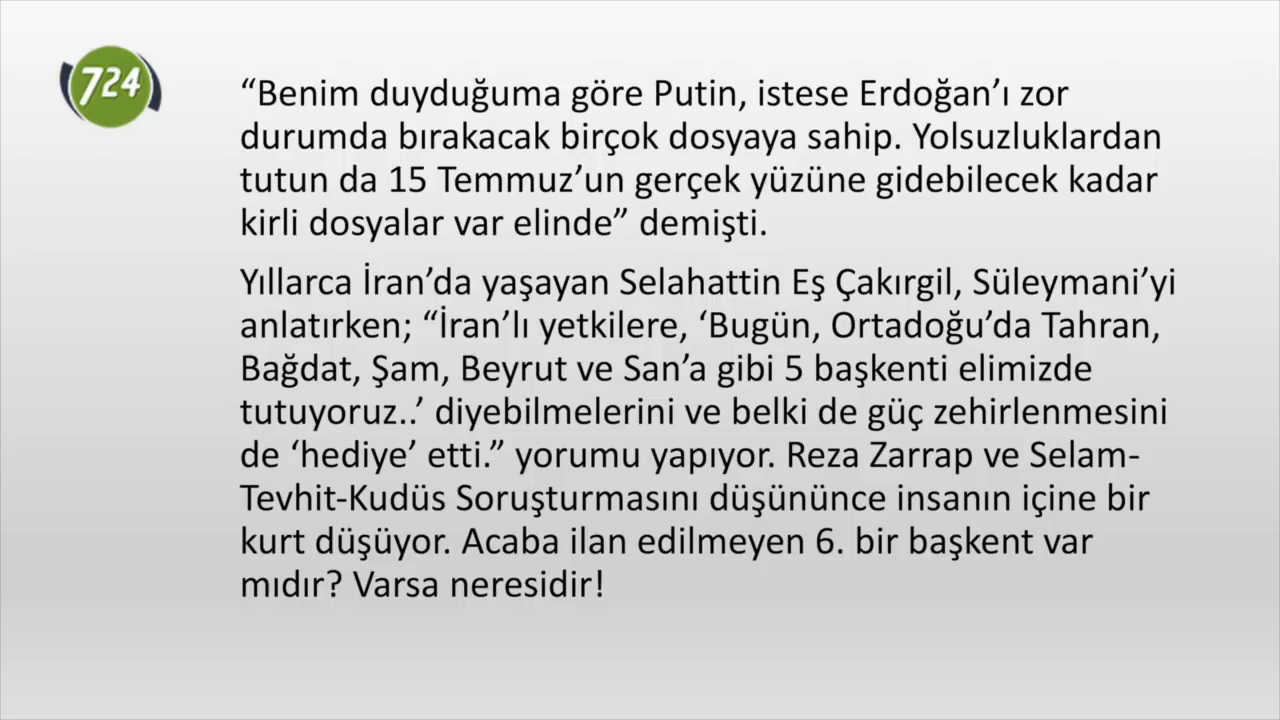 724
“Benim duyduğuma göre Putin, istese Erdoğan’ı zor
durumda bırakacak birçok dosyaya sahip. Yolsuzluklardan
tutun da 15 Temmuz’un gerçek yüzüne gidebilecek kadar
kirli dosyalar var elinde” demişti.
Yıllarca İran’da yaşayan Selahattin Eş Çakırgil, Süleymani’yi
anlatırken; “İran’lı yetkilere, ‘Bugün, Ortadoğu’da Tahran,
Bağdat, Şam, Beyrut ve San’a gibi 5 başkenti elimizde
tutuyoruz..’ diyebilmelerini ve belki de güç zehirlenmesini
de ‘hediye’ etti.” yorumu yapıyor. Reza Zarrap ve Selam-
Tevhit-Kudüs Soruşturmasını düşününce insanın içine bir
kurt düşüyor. Acaba ilan edilmeyen 6. bir başkent var
mıdır? Varsa neresidir!